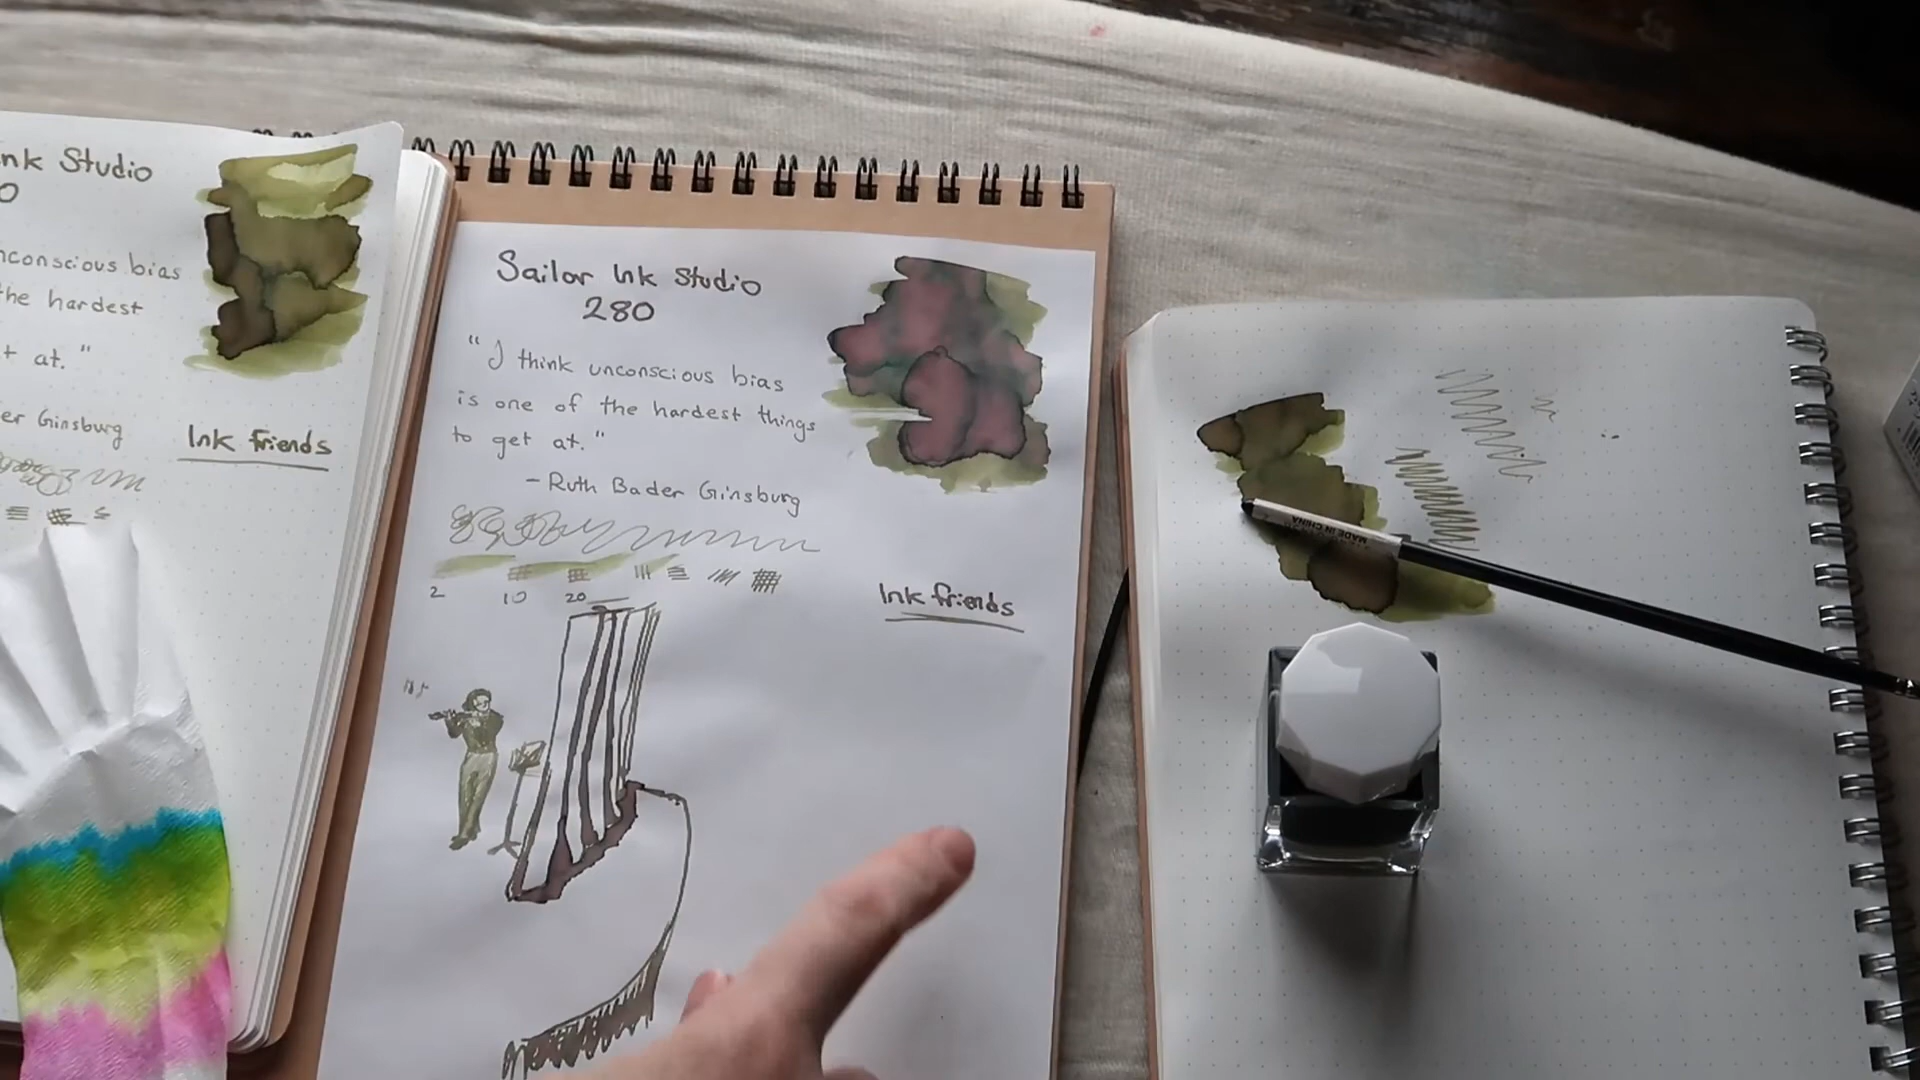 nk Studio
0
nconscious bias
the hardest
t at."
er Ginsburg
Ink friends
Sailor Ink Studio
280
"I think unconscious bias
is one of the hardest things
to get at."
- Ruth Bader Ginsburg
2 10 20
Ink friends
MADE IN CHINA